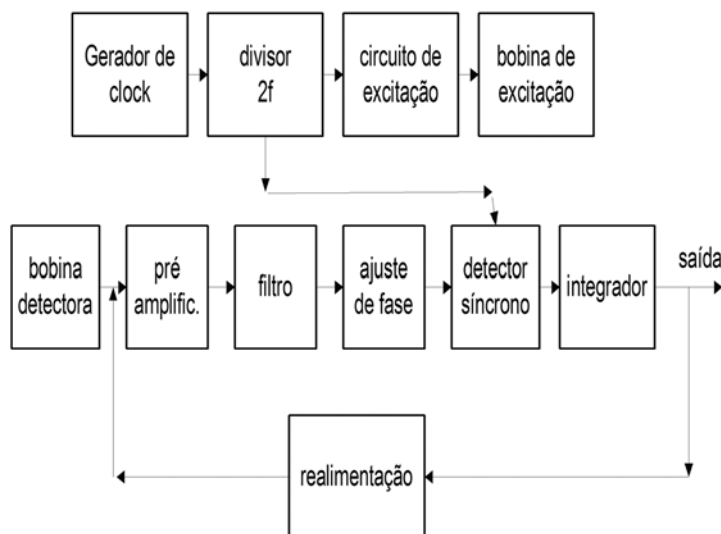 Gerador de
clock
divisor
2f
circuito de
excitação
bobina de
excitação
bobina
detectora
pré
amplific.
filtro
ajuste
de fase
detector
síncrono
integrador
saída
realimentação